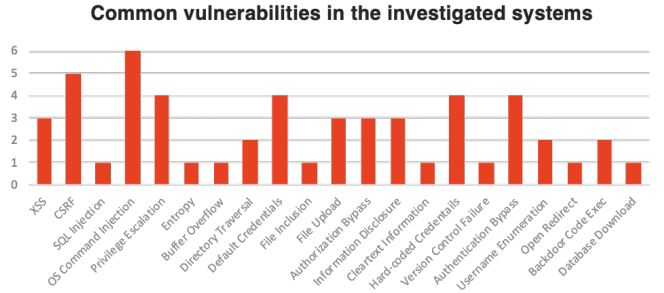 Common vulnerabilities in the investigated systems
6
5
4
3
2
1
0
XSS
CSRF
SQL Injection
OS Command Injection
Privilege Escalation
Entropy
Buffer Overflow
Directory Traversal
Default Credentials
File Inclusion
File Upload
Authorization Bypass
Information Disclosure
Cleartext Information
Hard-coded Credentails
Version Control Failure
Authentication Bypass
Username Enumeration
Open Redirect
Backdoor Code Exec
Database Download